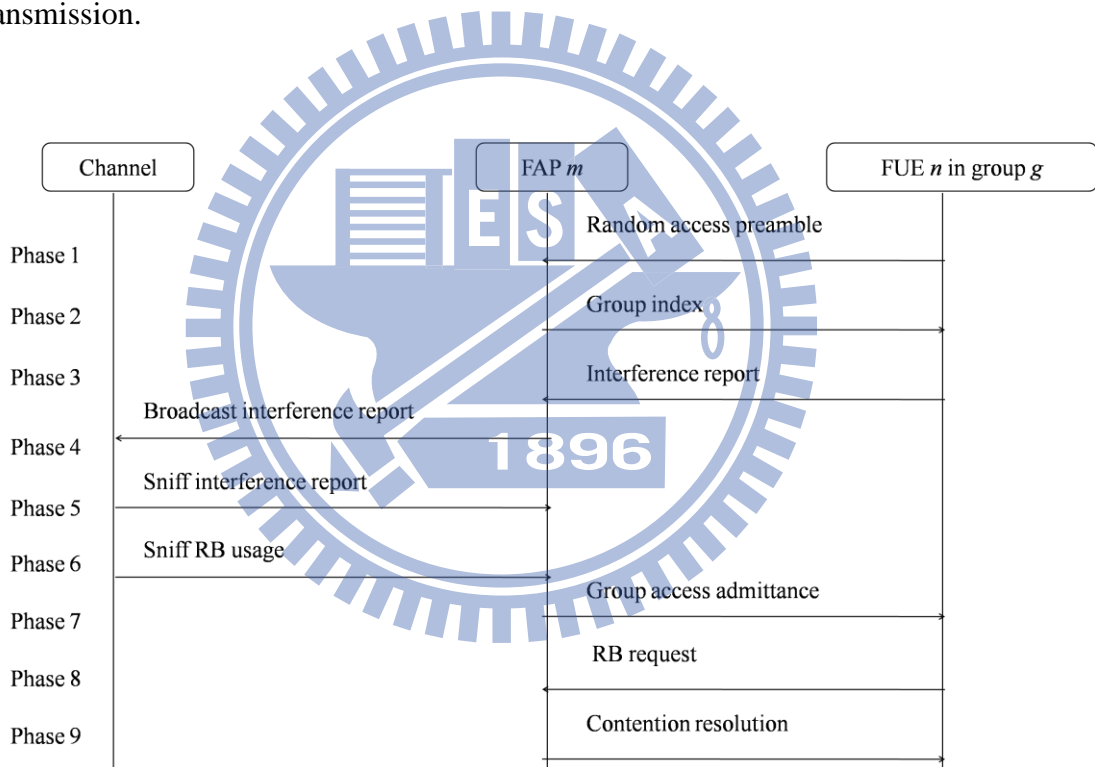 ansmission.
Channel
FAP m
FUE n in group g
Random access preamble
Phase 1
Group index
Phase 2
Interference report
Phase 3
Broadcast interference report
Phase 4
Sniff interference report
Phase 5
Sniff RB usage
Phase 6
Group access admittance
Phase 7
RB request
Phase 8
Contention resolution
Phase 9
E S A
8
1896